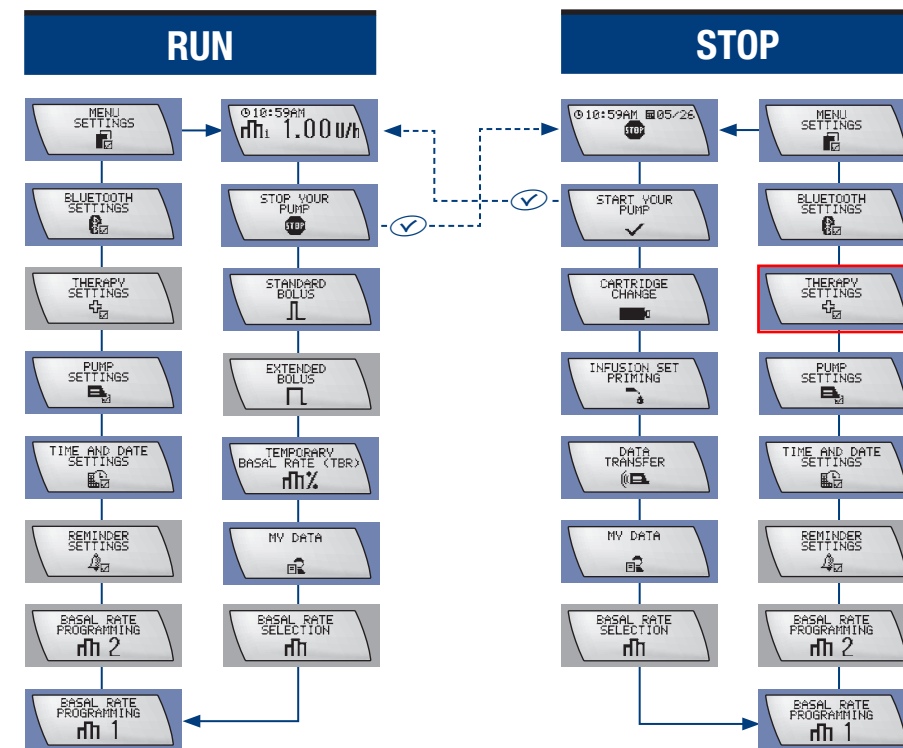 RUN
STOP
MENU
SETTINGS
10:59AM
1 1.00U/h
10:59AM 05/26
STOP
MENU
SETTINGS
BLUETOOTH
SETTINGS
STOP YOUR
PUMP
STOP
START YOUR
PUMP
BLUETOOTH
SETTINGS
THERAPY
SETTINGS
STANDARD
BOLUS
CARTRIDGE
CHANGE
THERAPY
SETTINGS
PUMP
SETTINGS
EXTENDED
BOLUS
INFUSION SET
PRIMING
PUMP
SETTINGS
TIME AND DATE
SETTINGS
TEMPORARY
BASAL RATE (TBR)
%
DATA
TRANSFER
TIME AND DATE
SETTINGS
REMINDER
SETTINGS
MY DATA
MY DATA
REMINDER
SETTINGS
BASAL RATE
PROGRAMMING
2
BASAL RATE
SELECTION
BASAL RATE
SELECTION
BASAL RATE
PROGRAMMING
2
BASAL RATE
PROGRAMMING
1
BASAL RATE
PROGRAMMING
1